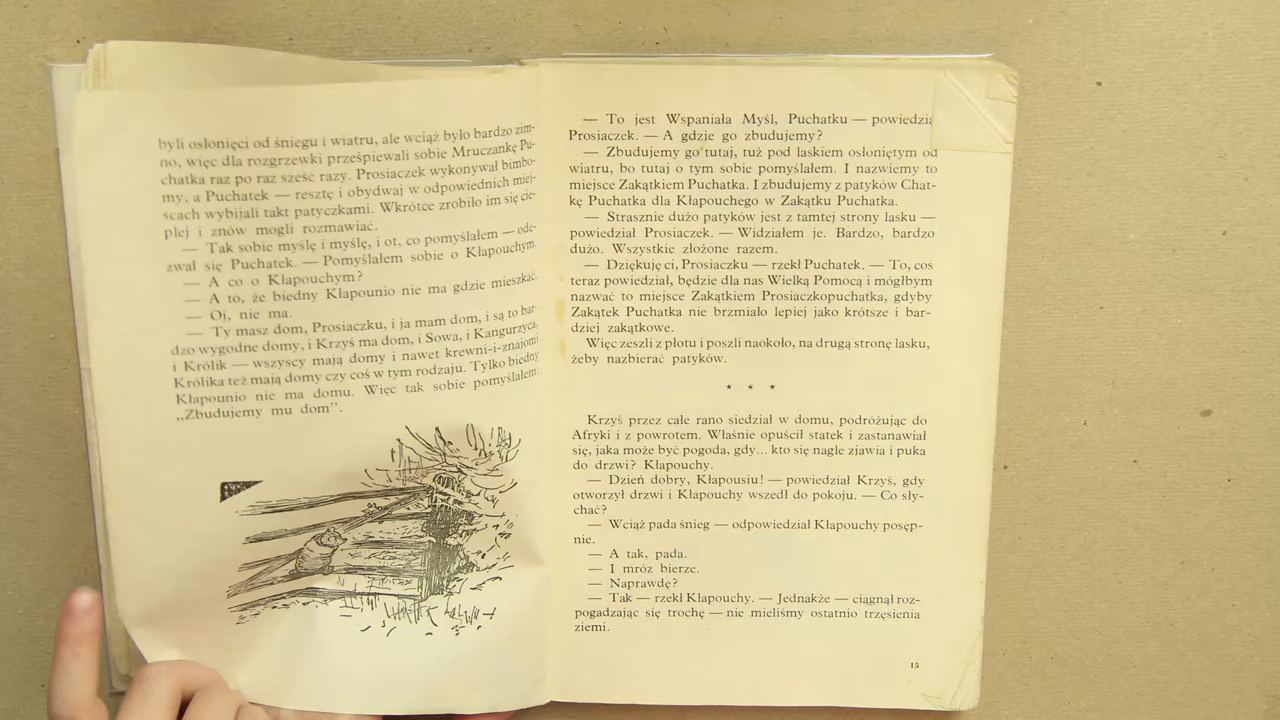 byli osłonięci od śniegu i wiatru, ale wciąż było bardzo zim-
no, więc dla rozgrzewki prześpiewali sobie Mruczankę Pu-
chatka raz po raz sześć razy. Prosiaczek wykonywał bimbo-
my, a Puchatek — resztę i obydwaj w odpowiednich miej-
scach wybijali takt patyczkami. Wkrótce zrobiło im się cie-
plej i znów mogli rozmawiać.
— Tak sobie myślę i myślę, i ot, co pomyślałem — ode-
zwał się Puchatek. — Pomyślałem sobie o Kłapouchym.
— A co o Kłapouchym?
— A to, że biedny Kłapounio nie ma gdzie mieszkać.
— Oj, nie ma.
— Ty masz dom, Prosiaczku, i ja mam dom, i są to bar-
dzo wygodne domy, i Krzyś ma dom, i Sowa, i Kangurzyca,
i Królik — wszyscy mają domy i nawet krewni-i-znajomi
Królika też mają domy czy coś w tym rodzaju. Tylko biedny
Kłapounio nie ma domu. Więc tak sobie pomyślałem:
„Zbudujemy mu dom”.
— To jest Wspaniała Myśl, Puchatku — powiedzia
Prosiaczek. — A gdzie go zbudujemy?
— Zbudujemy go tutaj, tuż pod laskiem osłoniętym od
wiatru, bo tutaj o tym sobie pomyślałem. I nazwiemy to
miejsce Zakątkiem Puchatka. I zbudujemy z patyków Chat-
kę Puchatka dla Kłapouchego w Zakątku Puchatka.
— Strasznie dużo patyków jest z tamtej strony lasku —
powiedział Prosiaczek. — Widziałem je. Bardzo, bardzo
dużo. Wszystkie złożone razem.
— Dziękuję ci, Prosiaczku — rzekł Puchatek. — To, coś
teraz powiedział, będzie dla nas Wielką Pomocą i mógłbym
nazwać to miejsce Zakątkiem Prosiaczkopuchatka, gdyby
Zakątek Puchatka nie brzmiało lepiej jako krótsze i bar-
dziej zakątkowe.
Więc zeszli z płotu i poszli naokoło, na drugą stronę lasku,
żeby nazbierać patyków.
* * *
Krzyś przez całe rano siedział w domu, podróżując do
Afryki i z powrotem. Właśnie opuścił statek i zastanawiał
się, jaka może być pogoda, gdy... kto się nagle zjawia i puka
do drzwi? Kłapouchy.
— Dzień dobry, Kłapousiu! — powiedział Krzyś, gdy
otworzył drzwi i Kłapouchy wszedł do pokoju. — Co sły-
chać?
— Wciąż pada śnieg — odpowiedział Kłapouchy posęp-
nie.
— A tak, pada.
— I mróz bierze.
— Naprawdę?
— Tak — rzekł Kłapouchy. — Jednakże — ciągnął roz-
pogadzając się trochę — nie mieliśmy ostatnio trzęsienia
ziemi.
15